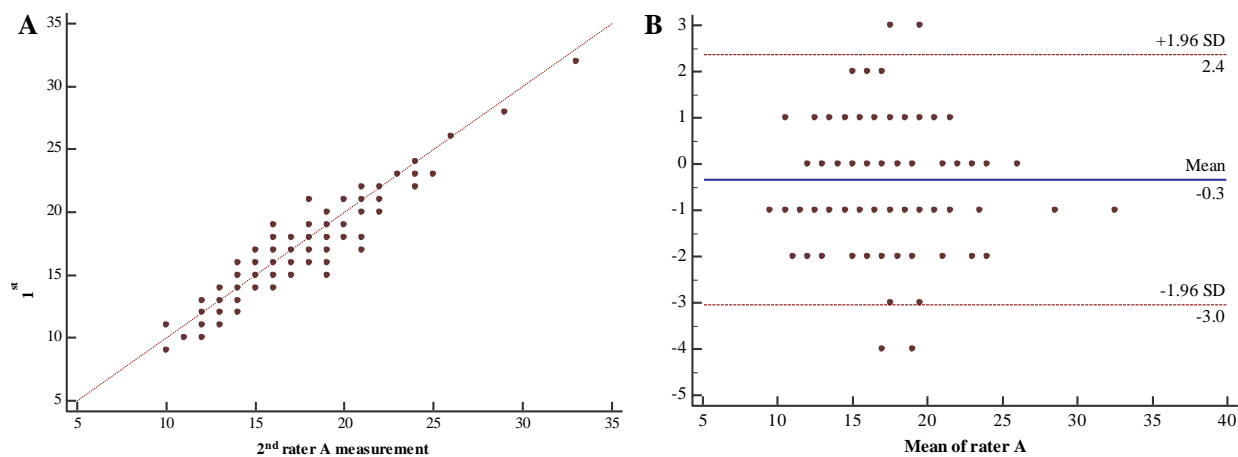 A
35
30
25
20
15
10
5
1st
5 10 15 20 25 30 35
2nd rater A measurement
B
3
2
1
0
-1
-2
-3
-4
-5
+1.96 SD
2.4
Mean
-0.3
-1.96 SD
-3.0
5 10 15 20 25 30 35 40
Mean of rater A